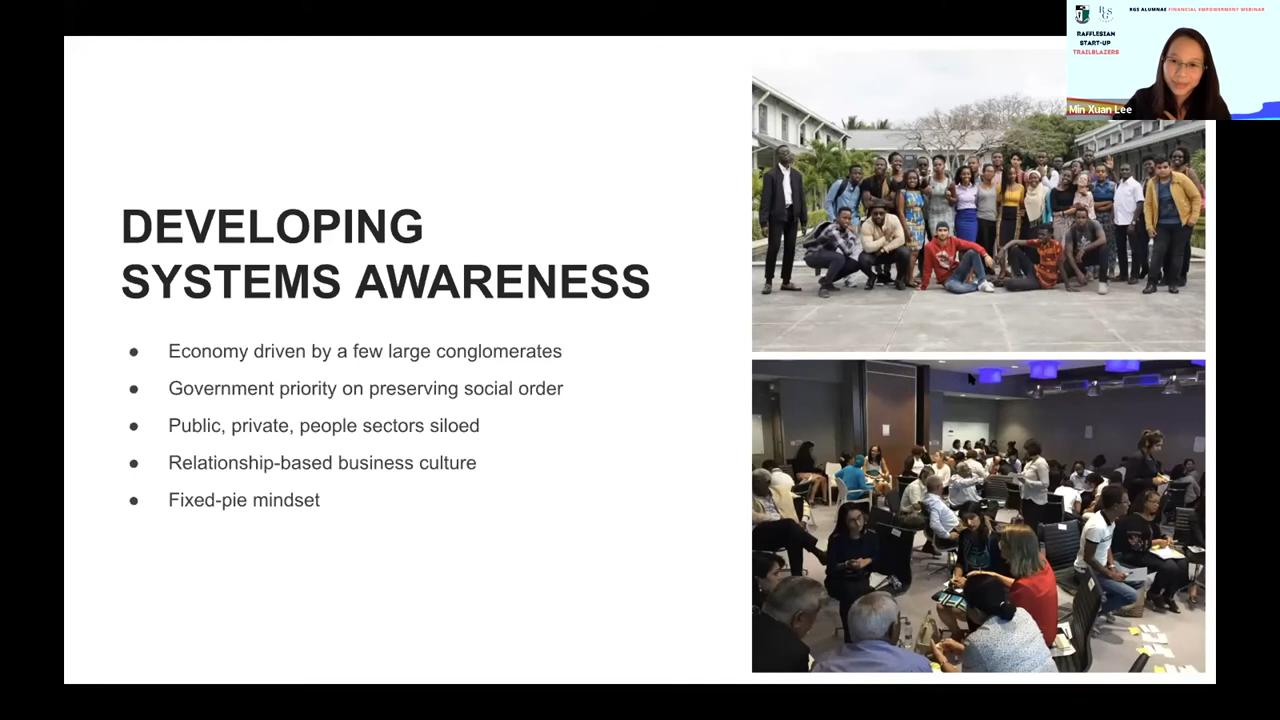 DEVELOPING
SYSTEMS AWARENESS
● Economy driven by a few large conglomerates
● Government priority on preserving social order
● Public, private, people sectors siloed
● Relationship-based business culture
● Fixed-pie mindset
RGS
RGS ALUMNAE FINANCIAL EMPOWERMENT WEBINAR
RAFFLESIAN
START-UP
TRAILBLAZERS
Min Xuan Lee